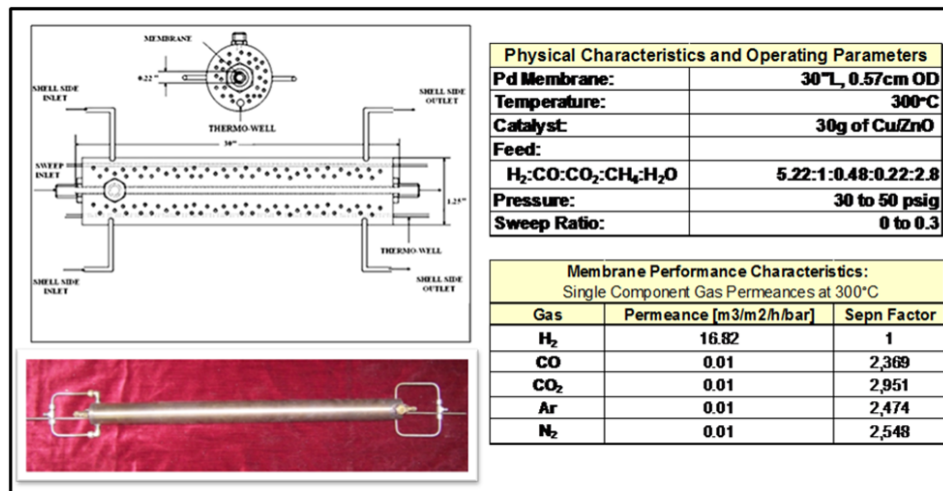 MEMBRANE
0.22"
SHELL SIDE
INLET
SHELL SIDE
OUTLET
THERMO-WELL
30"
SWEEP
INLET
1.25"
THERMO-WELL
SHELL SIDE
INLET
SHELL SIDE
OUTLET
Physical Characteristics and Operating Parameters
Pd Membrane: 30"L, 0.57cm OD
Temperature: 300°C
Catalyst: 30g of Cu/ZnO
Feed:
H₂:CO:CO₂:CH₄:H₂O 5.22:1:0.48:0.22:2.8
Pressure: 30 to 50 psig
Sweep Ratio: 0 to 0.3
Membrane Performance Characteristics:
Single Component Gas Permeances at 300°C
Gas Permeance [m3/m2/h/bar] Sepn Factor
H₂ 16.82 1
CO 0.01 2,369
CO₂ 0.01 2,951
Ar 0.01 2,474
N₂ 0.01 2,548